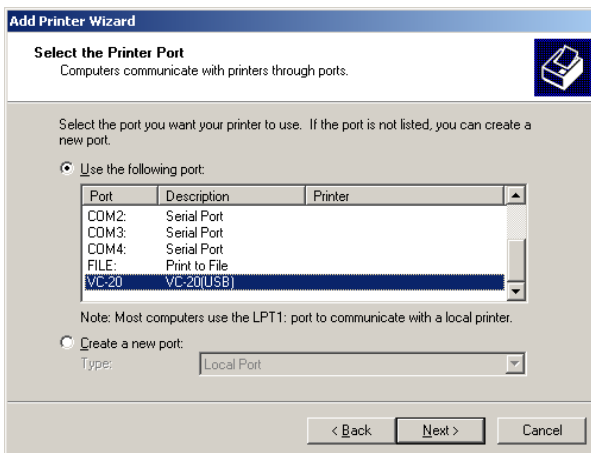 Add Printer Wizard
Select the Printer Port
Computers communicate with printers through ports.
Select the port you want your printer to use. If the port is not listed, you can create a
new port.
Use the following port:
Port Description Printer
COM2: Serial Port
COM3: Serial Port
COM4: Serial Port
FILE: Print to File
VC-20 VC-20(USB)
Note: Most computers use the LPT1: port to communicate with a local printer.
Create a new port:
Type: Local Port
< Back Next > Cancel